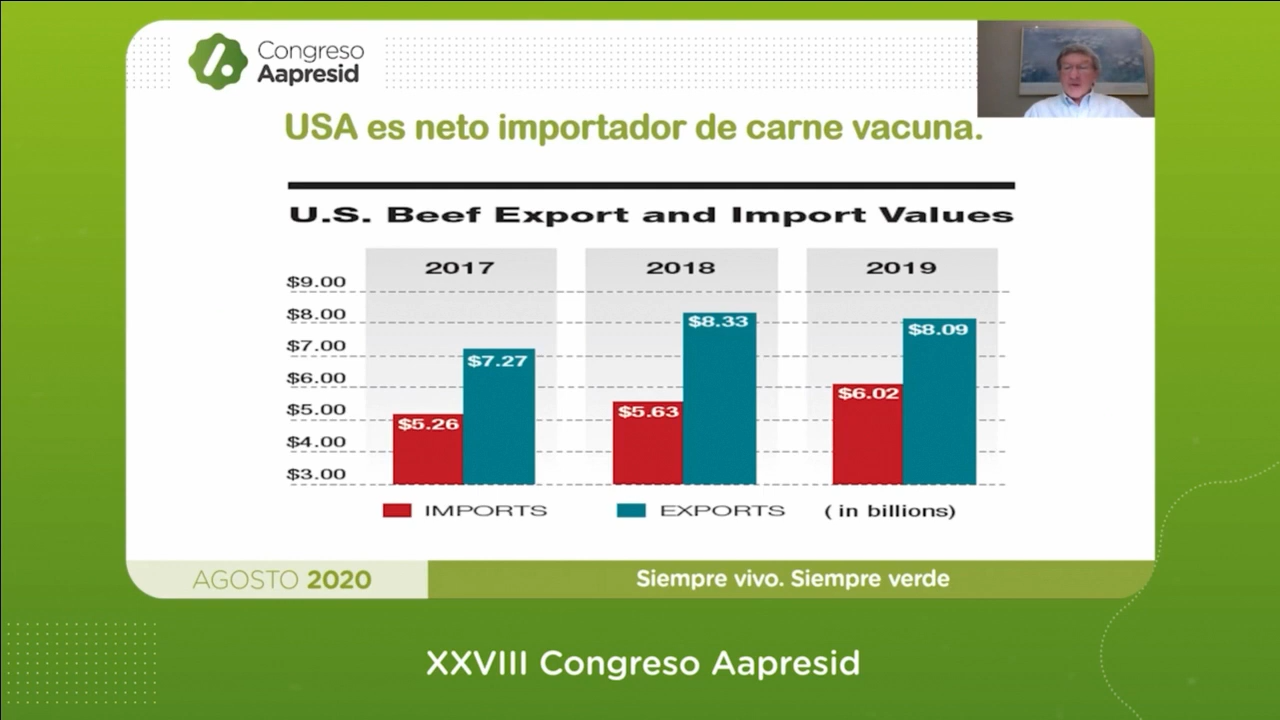 Congreso
Aapresid
USA es neto importador de carne vacuna.
U.S. Beef Export and Import Values
2017 2018 2019
$9.00
$8.00
$7.00
$6.00
$5.00
$4.00
$3.00
$5.26 $7.27 $5.63 $8.33 $6.02 $8.09
IMPORTS EXPORTS ( in billions)
AGOSTO 2020 Siempre vivo. Siempre verde
XXVIII Congreso Aapresid